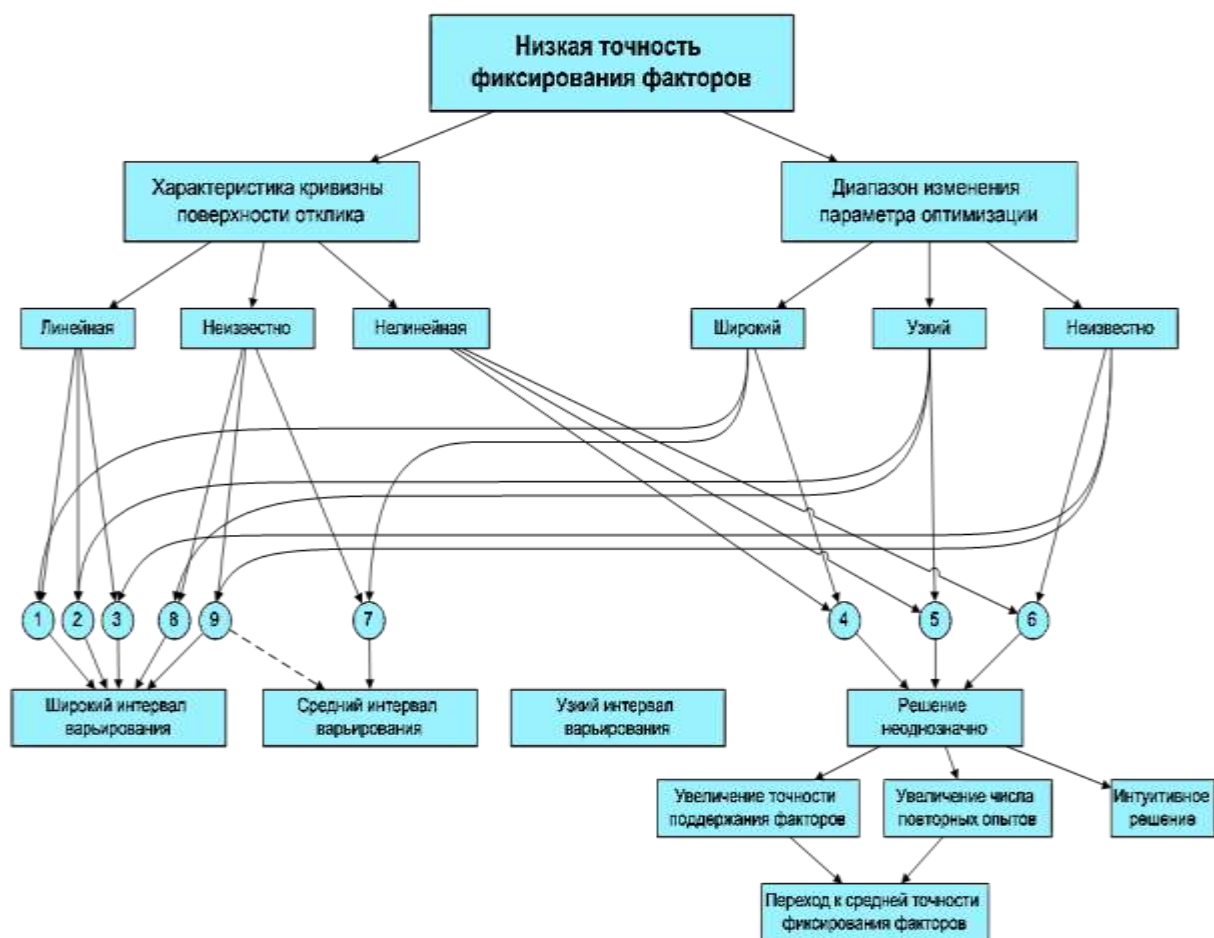 Низкая точность
фиксирования факторов
Характеристика кривизны
поверхности отклика
Диапазон изменения
параметра оптимизации
Линейная
Неизвестно
Нелинейная
Широкий
Узкий
Неизвестно
1
2
3
8
9
7
4
5
6
Широкий интервал
варьирования
Средний интервал
варьирования
Узкий интервал
варьирования
Решение
неоднозначно
Увеличение точности
поддержания факторов
Увеличение числа
повторных опытов
Интуитивное
решение
Переход к средней точности
фиксирования факторов